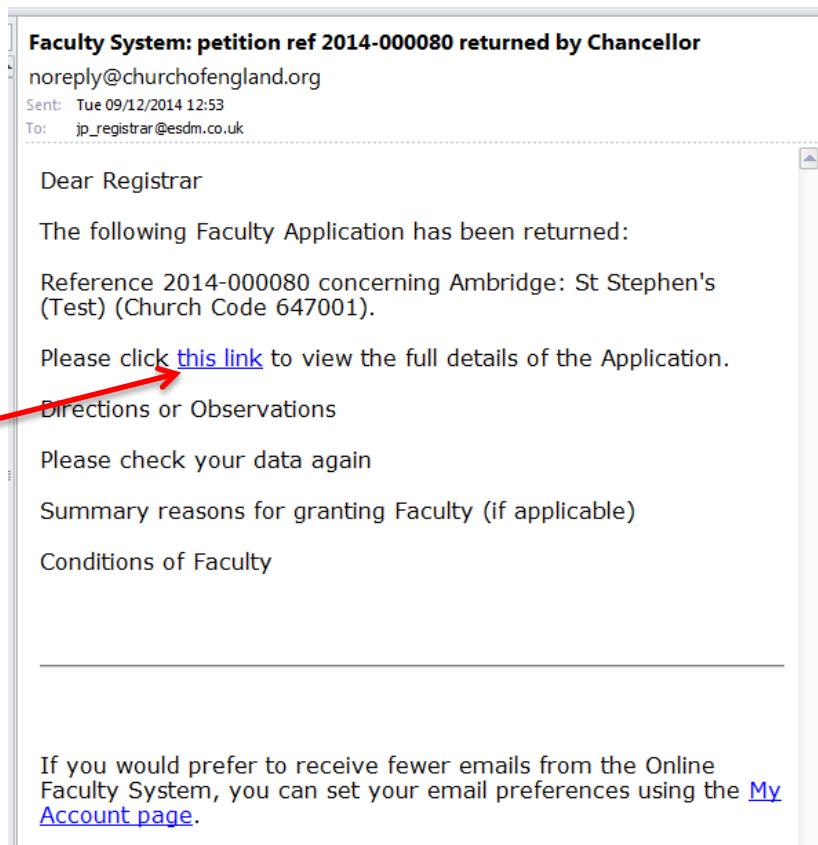 Faculty System: petition ref 2014-000080 returned by Chancellor
noreply@churchofengland.org
Sent: Tue 09/12/2014 12:53
To: jp_registrar@esdm.co.uk
Dear Registrar
The following Faculty Application has been returned:
Reference 2014-000080 concerning Ambridge: St Stephen's
(Test) (Church Code 647001).
Please click this link to view the full details of the Application.
Directions or Observations
Please check your data again
Summary reasons for granting Faculty (if applicable)
Conditions of Faculty
If you would prefer to receive fewer emails from the Online
Faculty System, you can set your email preferences using the My
Account page.